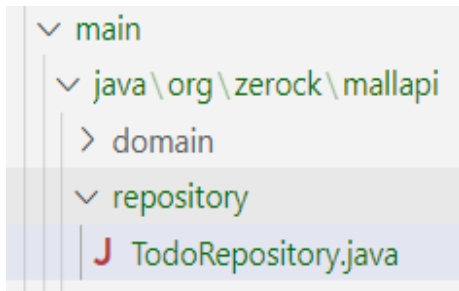 main
java\org\zerock\mallapi
domain
repository
J TodoRepository.java